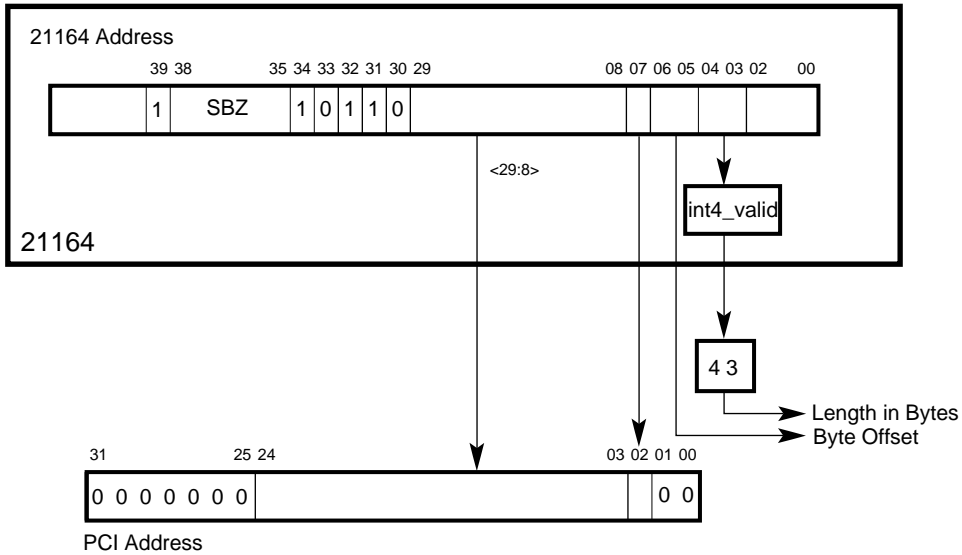 21164 Address
39 38 35 34 33 32 31 30 29 08 07 06 05 04 03 02 00
1 SBZ 1 0 1 1 0
<29:8>
int4_valid
21164
4 3
Length in Bytes
Byte Offset
31 25 24 03 02 01 00
0 0 0 0 0 0 0 0 0
PCI Address